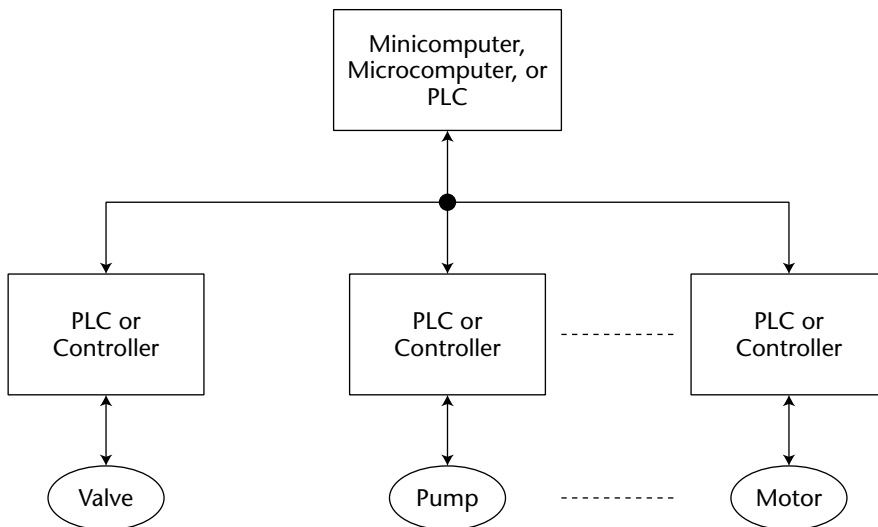 Minicomputer,
Microcomputer, or
PLC
PLC or
Controller
PLC or
Controller
PLC or
Controller
Valve
Pump
Motor